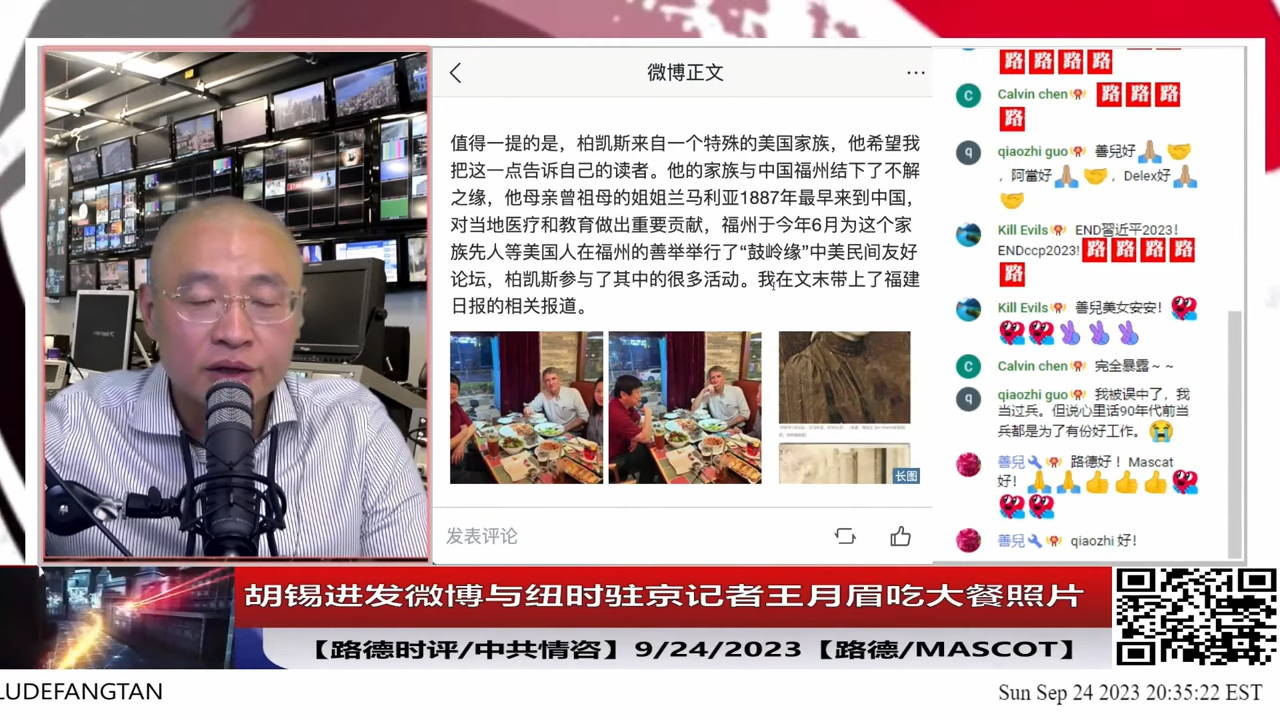 微博正文
值得一提的是，柏凯斯来自一个特殊的美国家族，他希望我
把这一点告诉自己的读者。他的家族与中国福州结下了不解
之缘，他母亲曾祖母的姐姐兰马利亚1887年最早来到中国，
对当地医疗和教育做出重要贡献，福州于今年6月为这个家
族先人等美国人在福州的善举举行了“鼓岭缘”中美民间友好
论坛，柏凯斯参与了其中的很多活动。我在文末带上了福建
日报的相关报道。
长图
发表评论
路 路 路 路
C Calvin chen 路 路 路
路
q qiaozhi guo 善兒好
，阿當好 ，Delex好
Kill Evils END習近平2023!
ENDccp2023! 路 路 路 路
路
Kill Evils 善兒美女安安！
C Calvin chen 完全暴露~ ~
q qiaozhi guo 我被误中了，我
当过兵。但说心里话90年代前当
兵都是为了有份好工作。
善兒 路德好！Mascat
好！
善兒 qiaozhi 好！
胡锡进发微博与纽时驻京记者王月眉吃大餐照片
【路德时评/中共情咨】9/24/2023【路德/MASCOT】
LUDEFANGTAN
Sun Sep 24 2023 20:35:22 EST